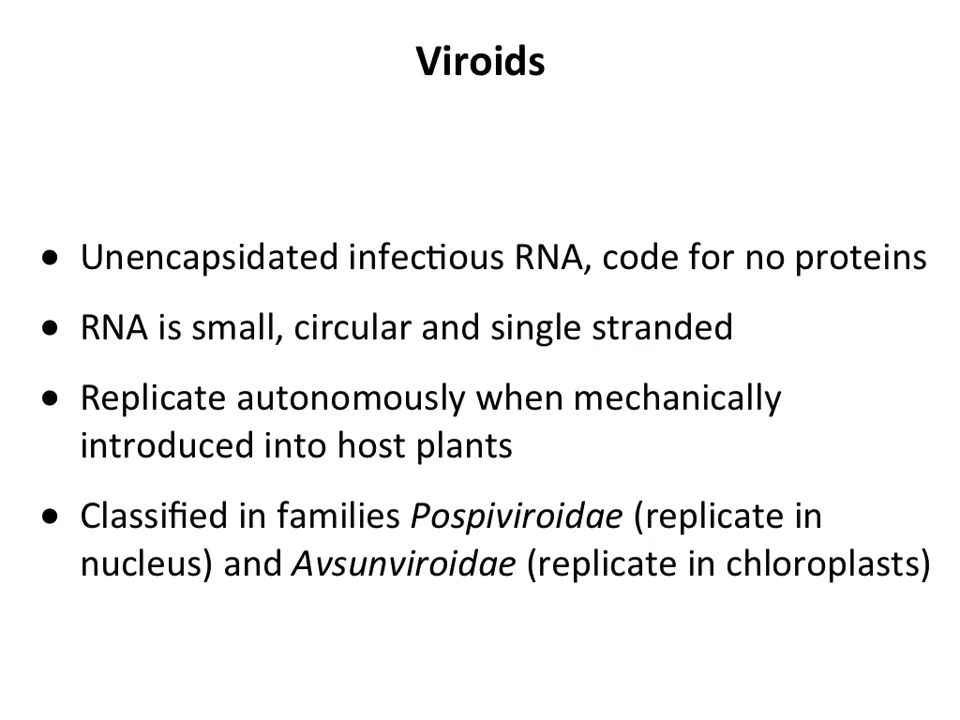 Viroids
• Unencapsidated infectious RNA, code for no proteins
• RNA is small, circular and single stranded
• Replicate autonomously when mechanically
introduced into host plants
• Classified in families Pospiviroidae (replicate in
nucleus) and Avsunviroidae (replicate in chloroplasts)